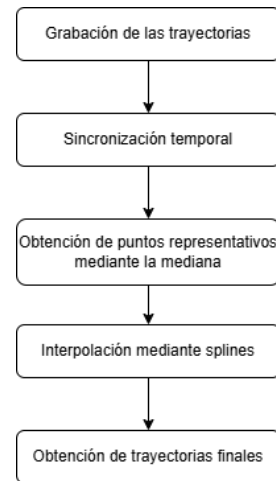 Grabación de las trayectorias
Sincronización temporal
Obtención de puntos representativos
mediante la mediana
Interpolación mediante splines
Obtención de trayectorias finales